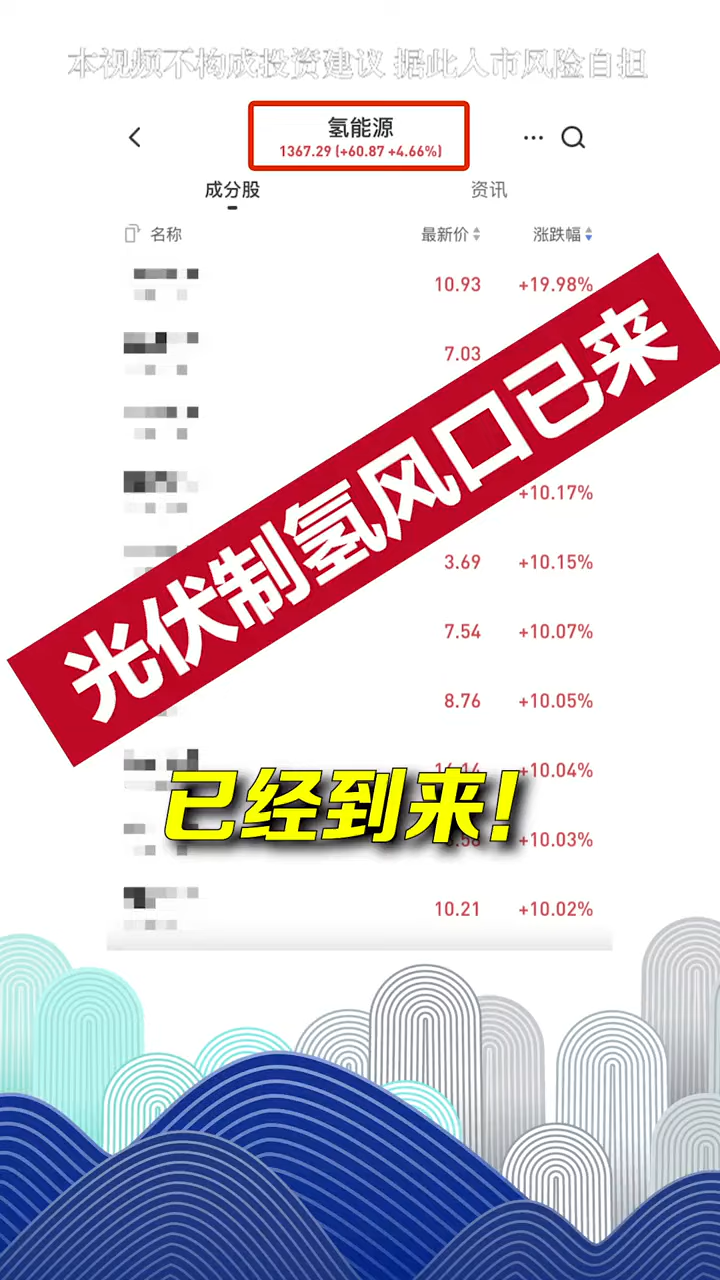 本视频不构成投资建议 据此入市风险自担
氢能源
1367.29 (+60.87 +4.66%)
成分股 资讯
名称 最新价 涨跌幅
10.93 +19.98%
7.03
+10.17%
3.69 +10.15%
7.54 +10.07%
8.76 +10.05%
+10.04%
+10.03%
10.21 +10.02%
光伏制氢风口已来
已经到来!